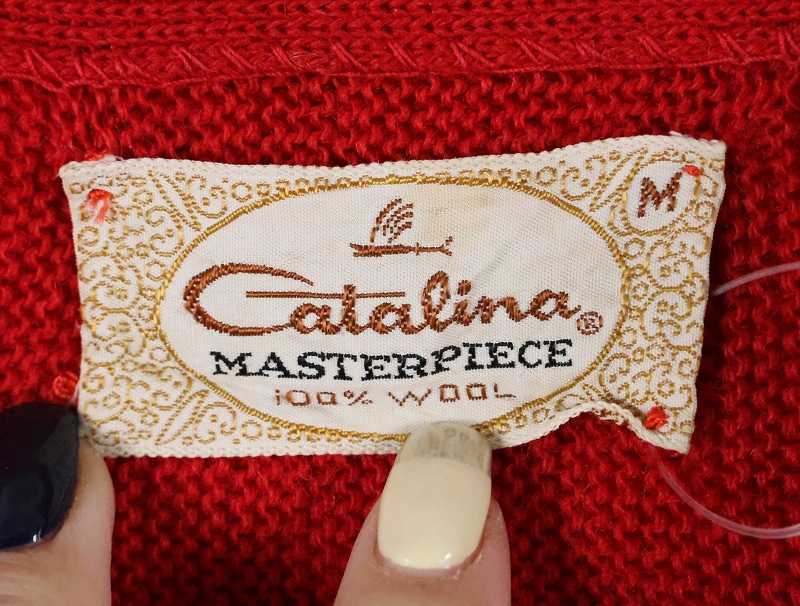 M
Catalina®
MASTERPIECE
100% WOOL